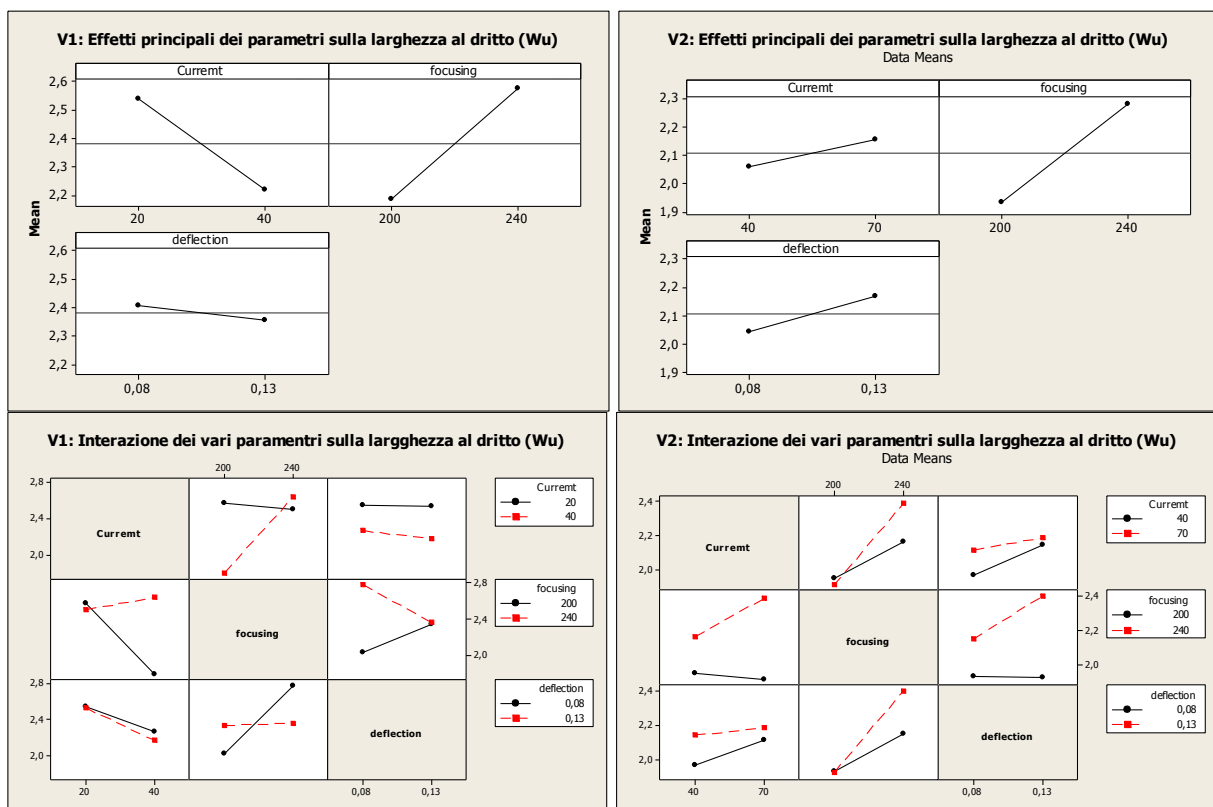 V1: Effetti principali dei parametri sulla larghezza al dritto (Wu)
Mean
Curremt
focusing
2,6
2,5
2,4
2,3
2,2
20
40
200
240
deflection
2,6
2,5
2,4
2,3
2,2
0,08
0,13
V2: Effetti principali dei parametri sulla larghezza al dritto (Wu)
Data Means
Mean
Curremt
focusing
2,3
2,2
2,1
2,0
1,9
40
70
200
240
deflection
2,3
2,2
2,1
2,0
1,9
0,08
0,13
V1: Interazione dei vari paramentri sulla largghezza al dritto (Wu)
200
240
2,8
2,4
2,0
Curremt
Curremt
20
40
focusing
2,8
2,4
2,0
focusing
200
240
2,8
2,4
2,0
deflection
deflection
0,08
0,13
20
40
0,08
0,13
V2: Interazione dei vari paramentri sulla largghezza al dritto (Wu)
Data Means
200
240
2,4
2,2
2,0
Curremt
Curremt
40
70
focusing
2,4
2,2
2,0
focusing
200
240
2,4
2,2
2,0
deflection
deflection
0,08
0,13
40
70
0,08
0,13